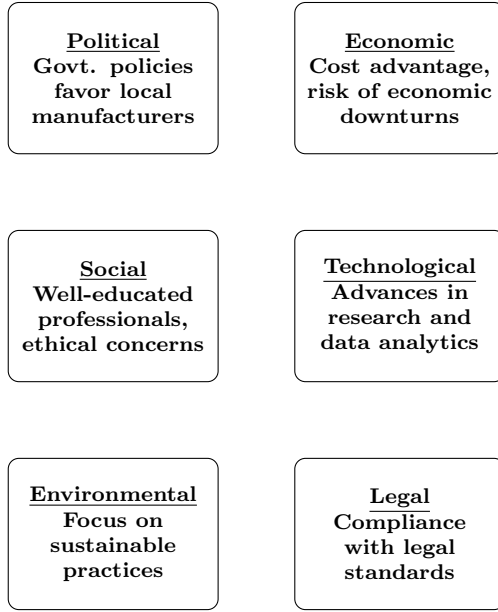 Political
Govt. policies
favor local
manufacturers
Economic
Cost advantage,
risk of economic
downturns
Social
Well-educated
professionals,
ethical concerns
Technological
Advances in
research and
data analytics
Environmental
Focus on
sustainable
practices
Legal
Compliance
with legal
standards